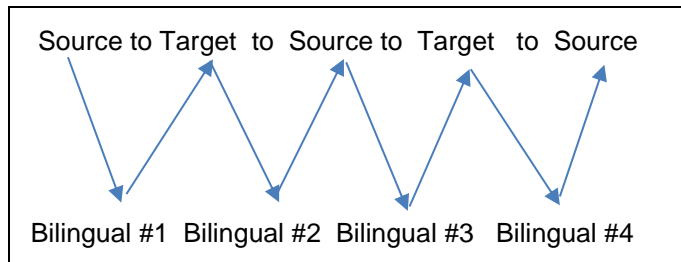 Source to Target to Source to Target to Source
Bilingual #1 Bilingual #2 Bilingual #3 Bilingual #4